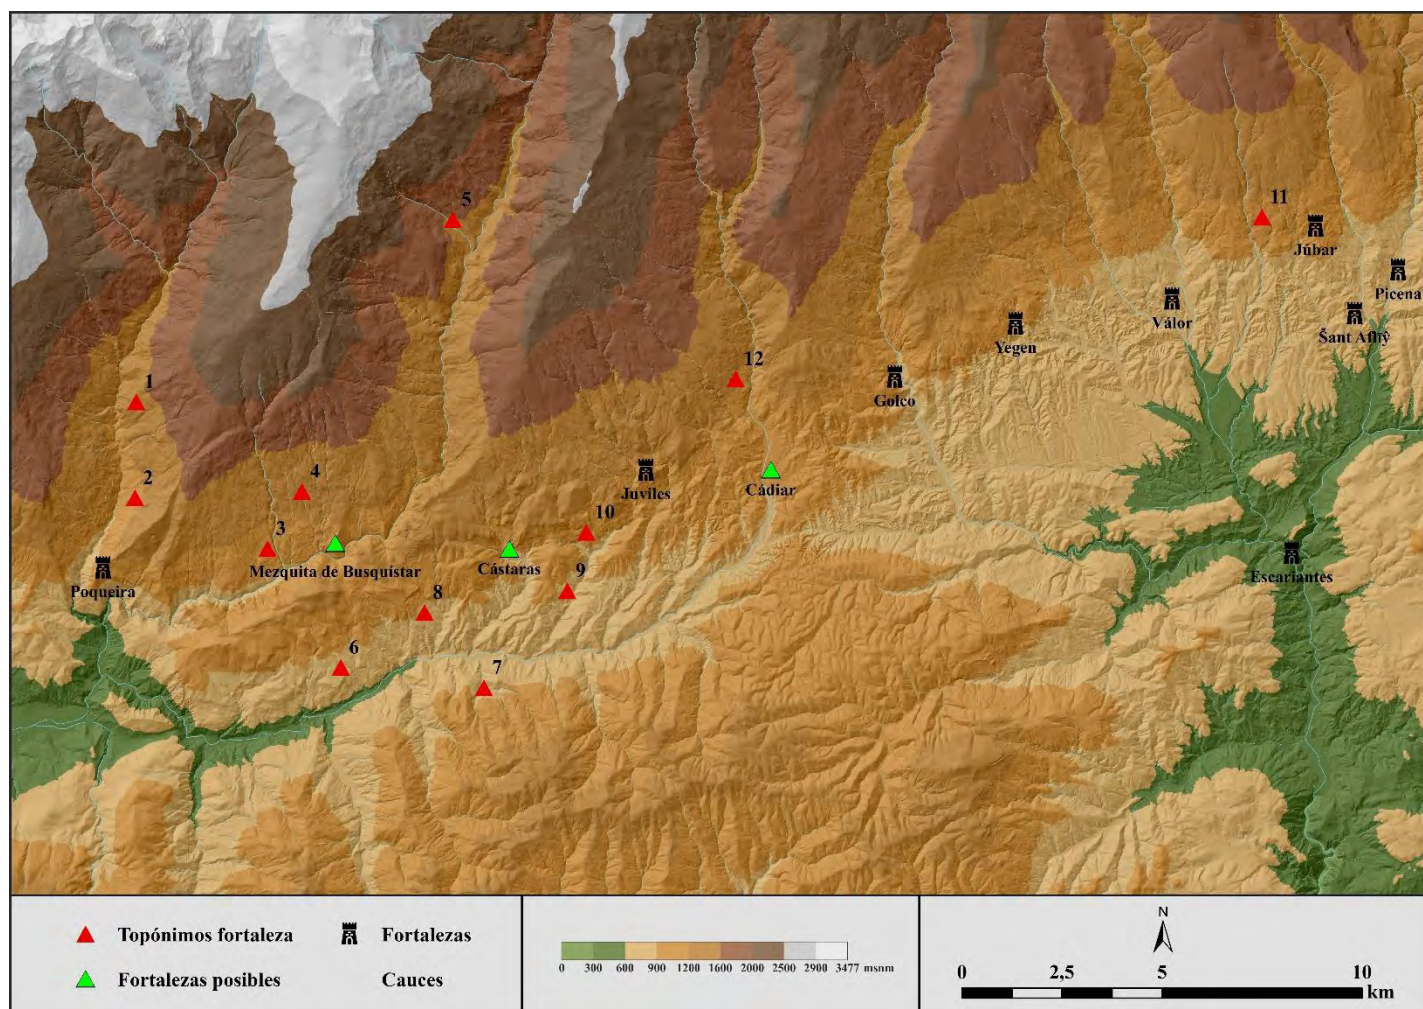 5
11
Júbar
Picena
Válor
Šant Aflíy
Yegen
12
1
Golco
4
Juviles
Cádiar
2
10
3
Mezquita de Busquístar
Cástaras
Escariantes
Poqueira
9
8
6
7
Topónimos fortaleza
Fortalezas
Fortalezas posibles
Cauces
0 300 600 900 1200 1600 2000 2500 2900 3477 msnm
N
0 2,5 5 10
km